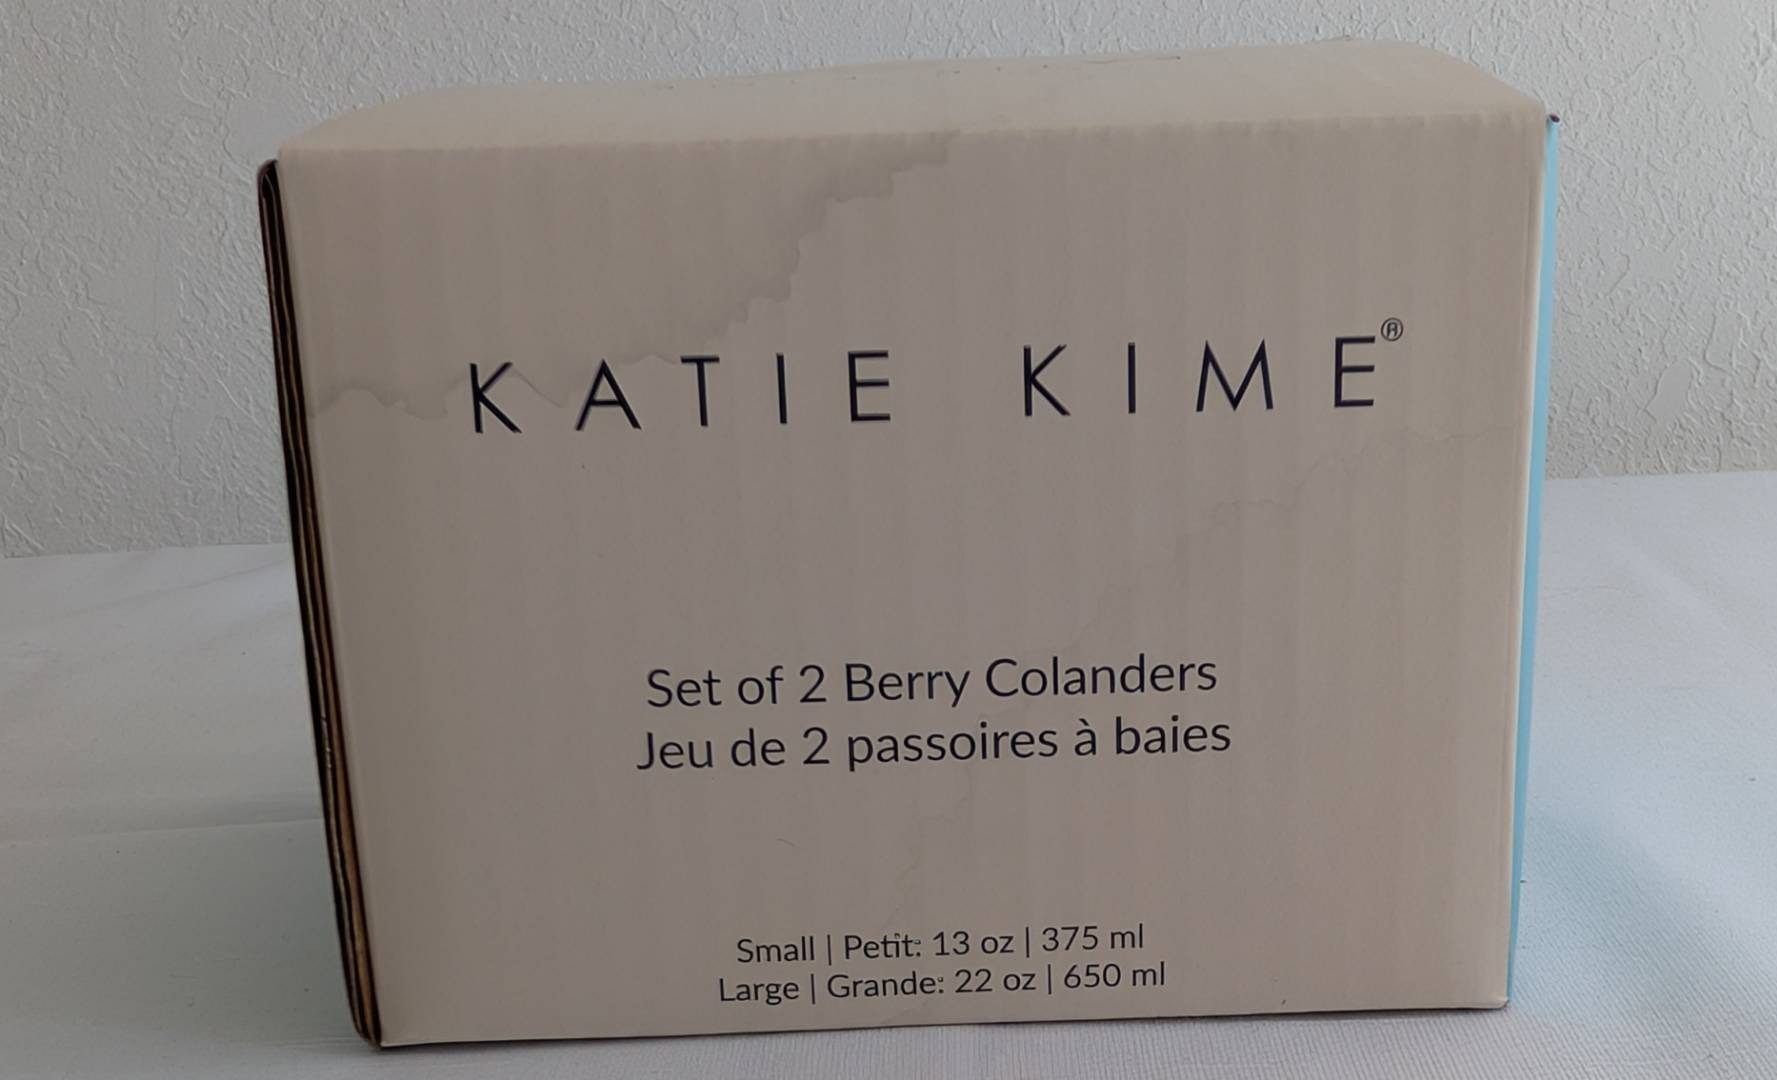 KATIE KIME®
Set of 2 Berry Colanders
Jeu de 2 passoires à baies
Small | Petit: 13 oz | 375 ml
Large | Grande: 22 oz | 650 ml